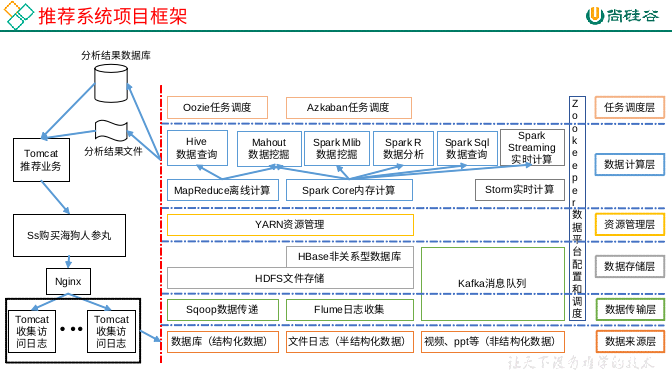 推荐系统项目框架
尚硅谷
分析结果数据库
分析结果文件
Tomcat
推荐业务
Ss购买海狗人参丸
Nginx
Tomcat
收集访
问日志
Tomcat
收集访
问日志
Oozie任务调度
Azkaban任务调度
任务调度层
Hive
数据查询
Mahout
数据挖掘
Spark Mlib
数据挖掘
Spark R
数据分析
Spark Sql
数据查询
Spark
Streaming
实时计算
MapReduce离线计算
Spark Core内存计算
Storm实时计算
数据计算层
YARN资源管理
资源管理层
HBase非关系型数据库
HDFS文件存储
Kafka消息队列
数据存储层
Sqoop数据传递
Flume日志收集
数据传输层
数据库（结构化数据）
文件日志（半结构化数据）
视频、ppt等（非结构化数据）
数据来源层
Zookeeper数据平台配置和调度
让天下没有难学的技术